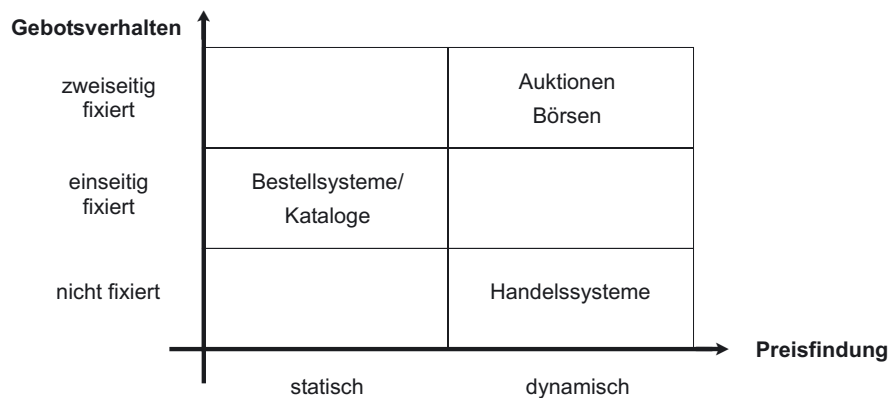 Gebotsverhalten
zweiseitig
fixiert
Auktionen
Börsen
einseitig
fixiert
Bestellsysteme/
Kataloge
nicht fixiert
Handelssysteme
Preisfindung
statisch
dynamisch